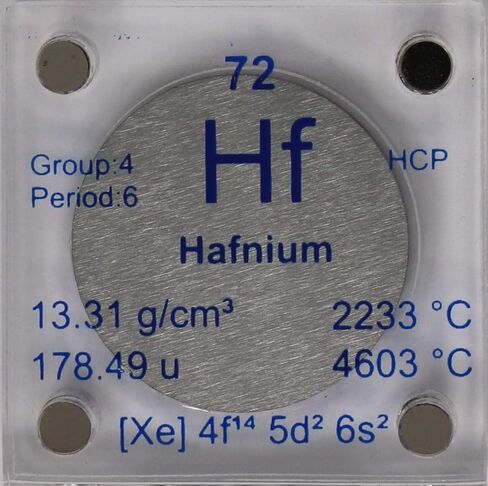 72
Hf
Group:4
HCP
Period:6
Hafnium
13.31 g/cm³
2233 °C
178.49 u
4603 °C
[Xe] 4f¹⁴ 5d² 6s²